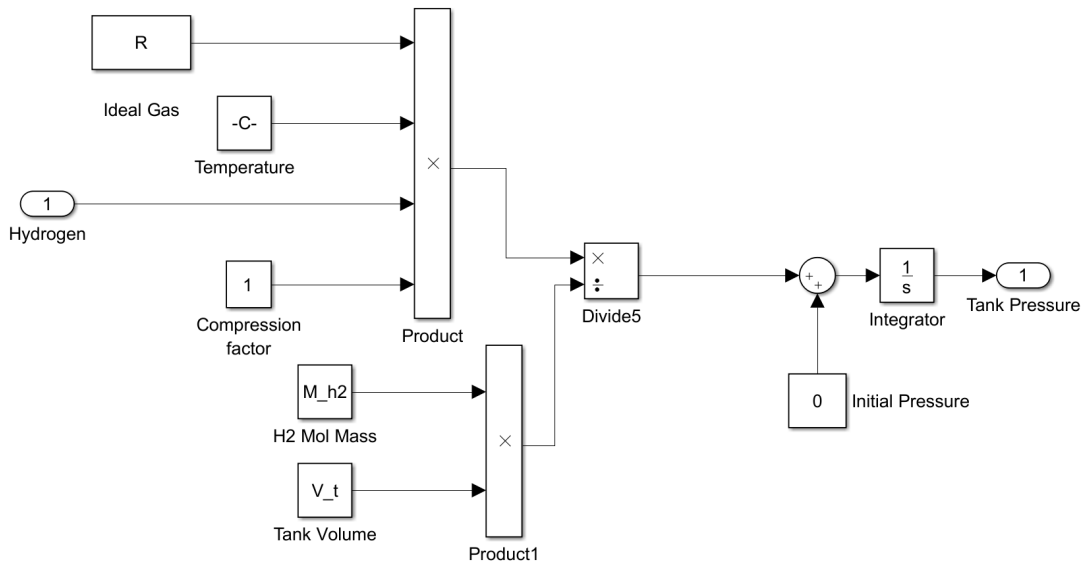 R
Ideal Gas
-C-
Temperature
1
Hydrogen
1
Compression
factor
×
Product
M_h2
H2 Mol Mass
V_t
Tank Volume
×
Product1
×
÷
Divide5
+
+
0
Initial Pressure
1
s
Integrator
1
Tank Pressure